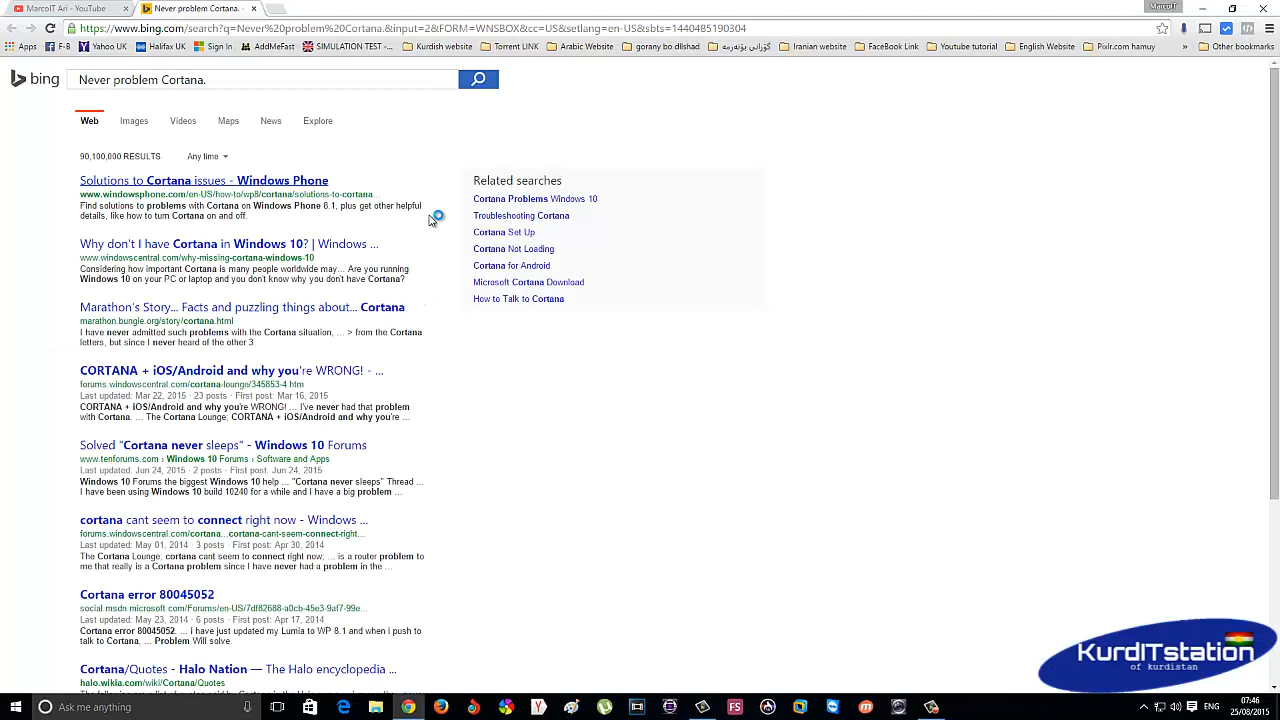 MarcoIT Ari - YouTube
Never problem Cortana. -
MarcoIT
https://www.bing.com/search?q=Never%20problem%20Cortana.&input=2&FORM=WNSBOX&cc=US&setlang=en-US&sbts=1440485190304
Apps F-B Yahoo UK Halifax UK Sign In AddMeFast SIMULATION TEST -... Kurdish website Torrent LINK Arabic Website gorany bo dllshad گۆرانی بۆنەورۆزیە Iranian website FaceBook Link Youtube tutorial English Website Pixlr.com hamuy » Other bookmarks
bing Never problem Cortana.
Web Images Videos Maps News Explore
90,100,000 RESULTS Any time
Solutions to Cortana issues - Windows Phone
www.windowsphone.com/en-US/how-to/wp8/cortana/solutions-to-cortana...
Find solutions to problems with Cortana on Windows Phone 8.1, plus get other helpful
details, like how to turn Cortana on and off.
Why don't I have Cortana in Windows 10? | Windows ...
www.windowscentral.com/why-missing-cortana-windows-10
Considering how important Cortana is many people worldwide may... Are you running
Windows 10 on your PC or laptop and you don't know why you don't have Cortana?
Marathon's Story... Facts and puzzling things about... Cortana
marathon.bungie.org/story/cortana.html
I have never admitted such problems with the Cortana situation, ... > from the Cortana
letters, but since I never heard of the other 3
CORTANA + iOS/Android and why you're WRONG! - ...
forums.windowscentral.com/cortana-lounge/345853-4.htm
Last updated: Mar 22, 2015 · 23 posts · First post: Mar 16, 2015
CORTANA + iOS/Android and why you're WRONG! ... I've never had that problem
with Cortana. ... The Cortana Lounge; CORTANA + iOS/Android and why you're ...
Solved "Cortana never sleeps" - Windows 10 Forums
www.tenforums.com › Windows 10 Forums › Software and Apps
Last updated: Jun 24, 2015 · 2 posts · First post: Jun 24, 2015
Windows 10 Forums the biggest Windows 10 help ... "Cortana never sleeps" Thread ...
I have been using Windows 10 build 10240 for a while and I have a big problem ...
cortana cant seem to connect right now - Windows ...
forums.windowscentral.com/cortana...cortana-cant-seem-connect-right...
Last updated: May 01, 2014 · 3 posts · First post: Apr 30, 2014
The Cortana Lounge; cortana cant seem to connect right now; ... is a router problem to
me that really is a Cortana problem since I have never had a problem in the ...
Cortana error 80045052
social.msdn.microsoft.com/Forums/en-US/7df82688-a0cb-45e3-9af7-99e...
Last updated: May 23, 2014 · 6 posts · First post: Apr 17, 2014
Cortana error 80045052. ... I have just updated my Lumia to WP 8.1 and when I push to
talk to Cortana, ... Problem Will solve.
Cortana/Quotes - Halo Nation — The Halo encyclopedia ...
halo.wikia.com/wiki/Cortana/Quotes
Related searches
Cortana Problems Windows 10
Troubleshooting Cortana
Cortana Set Up
Cortana Not Loading
Cortana for Android
Microsoft Cortana Download
How to Talk to Cortana
KurdITstation
of kurdistan
Ask me anything
ENG
07:46
25/08/2015